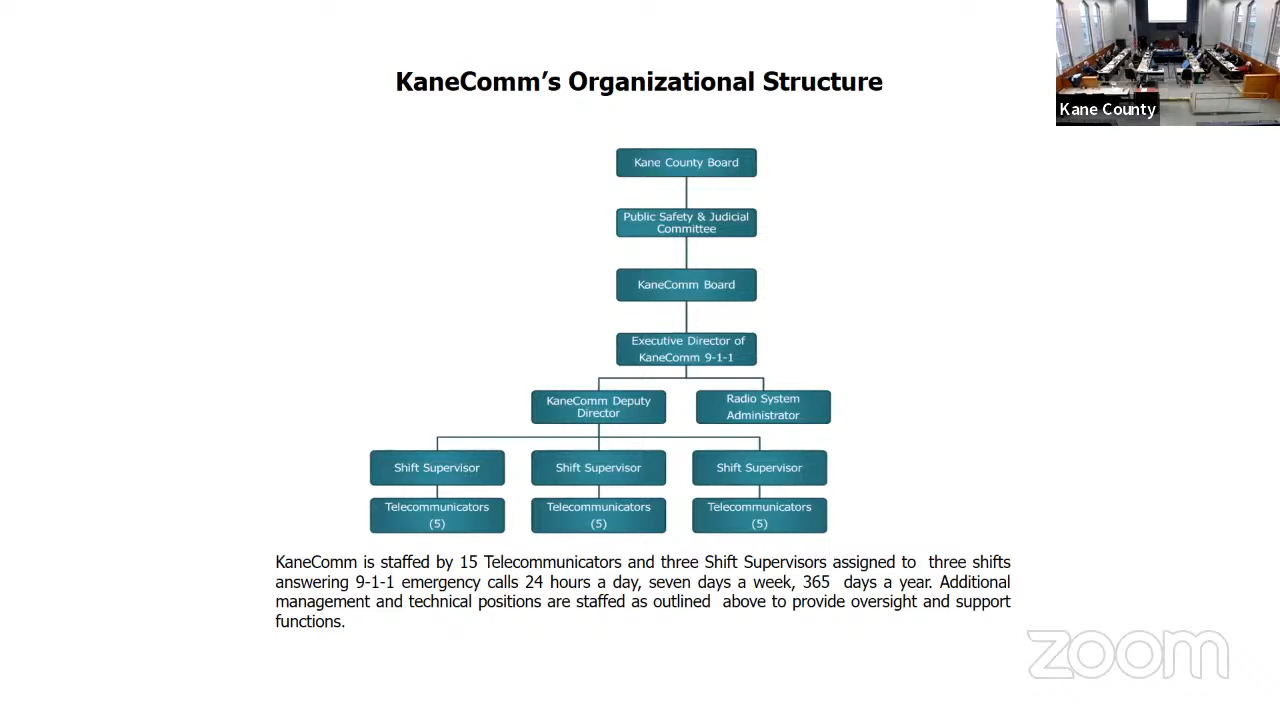 KaneComm's Organizational Structure
Kane County
Kane County Board
Public Safety & Judicial
Committee
KaneComm Board
Executive Director of
KaneComm 9-1-1
KaneComm Deputy
Director
Radio System
Administrator
Shift Supervisor
Shift Supervisor
Shift Supervisor
Telecommunicators
(5)
Telecommunicators
(5)
Telecommunicators
(5)
KaneComm is staffed by 15 Telecommunicators and three Shift Supervisors assigned to three shifts
answering 9-1-1 emergency calls 24 hours a day, seven days a week, 365 days a year. Additional
management and technical positions are staffed as outlined above to provide oversight and support
functions.
zoom